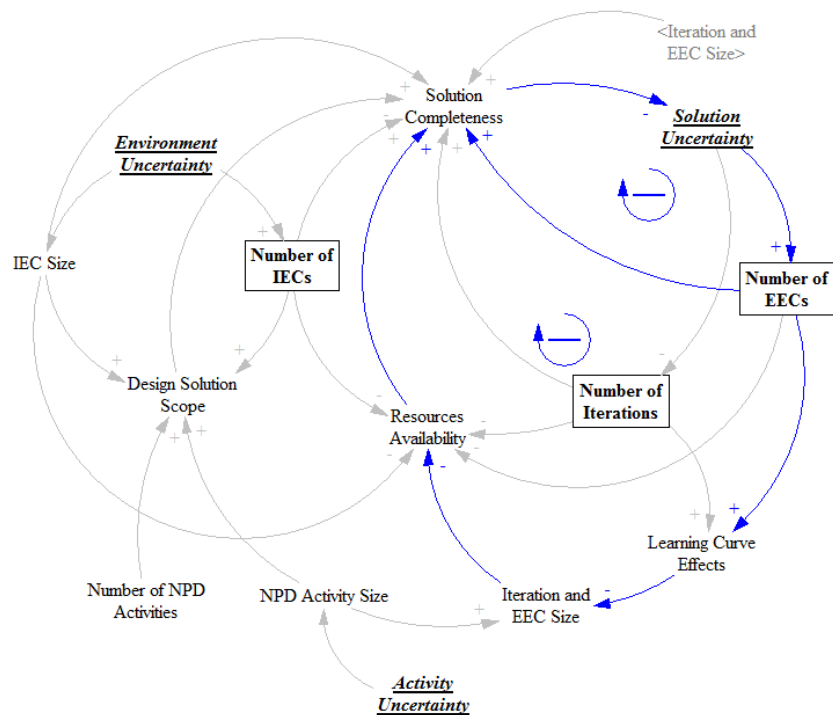 <Iteration and
EEC Size>
Solution
Completeness
Solution
Uncertainty
Environment
Uncertainty
IEC Size
Number of
IECs
Number of
EECs
Design Solution
Scope
Number of
Iterations
Resources
Availability
Learning Curve
Effects
Number of NPD
Activities
NPD Activity Size
Iteration and
EEC Size
Activity
Uncertainty